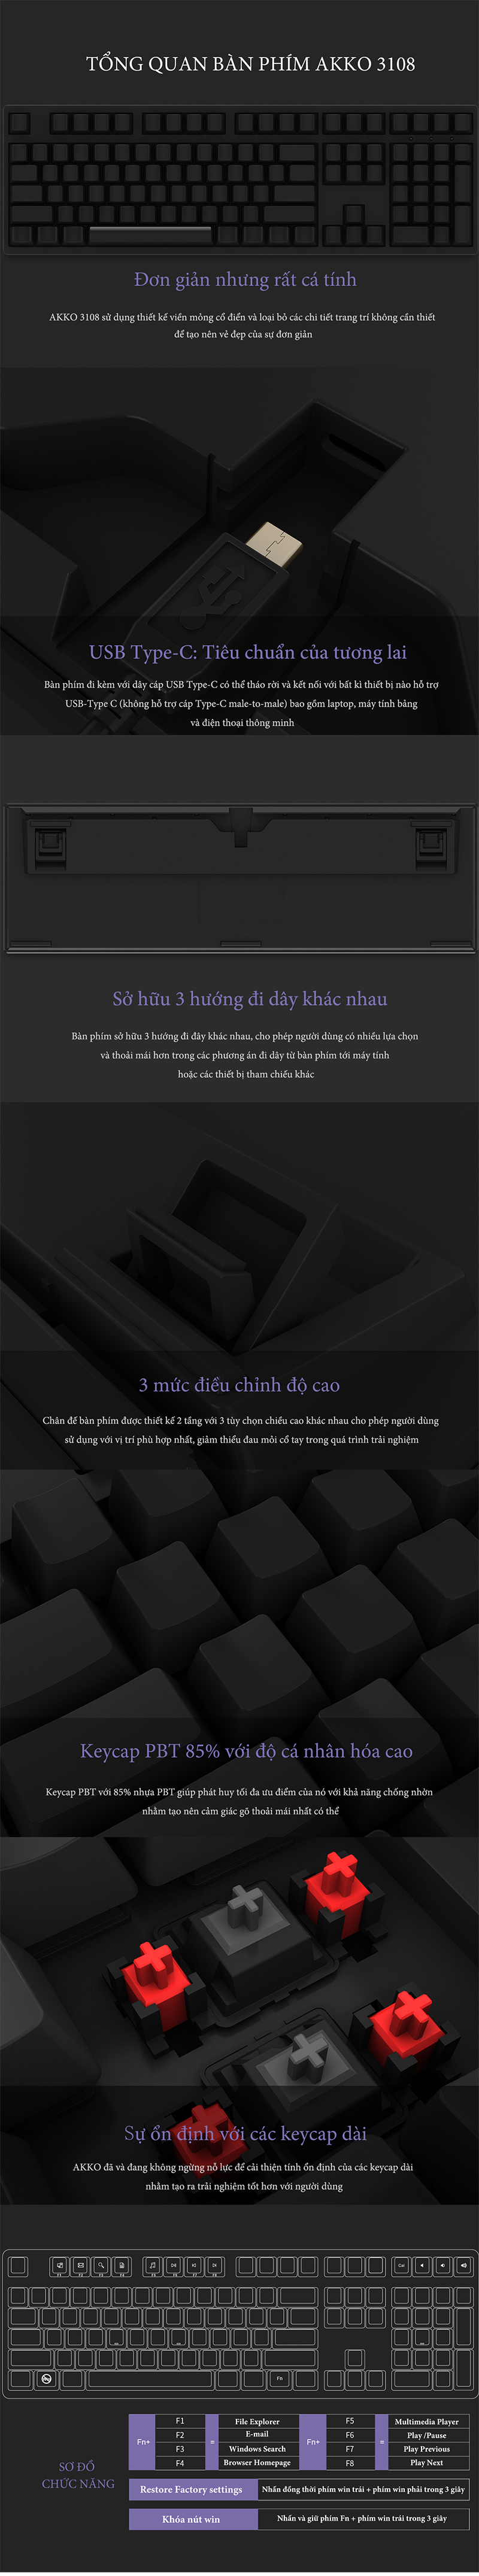 TỔNG QUAN BÀN PHÍM AKKO 3108
Đơn giản nhưng rất cá tính
AKKO 3108 sử dụng thiết kế viền mỏng cổ điển và loại bỏ các chi tiết trang trí không cần thiết
để tạo nên vẻ đẹp của sự đơn giản
USB Type-C: Tiêu chuẩn của tương lai
Bàn phím đi kèm với dây cáp USB Type-C có thể tháo rời và kết nối với bất kì thiết bị nào hỗ trợ
USB-Type C (không hỗ trợ cáp Type-C male-to-male) bao gồm laptop, máy tính bảng
và điện thoại thông minh
Sở hữu 3 hướng đi dây khác nhau
Bàn phím sở hữu 3 hướng đi đây khác nhau, cho phép người dùng có nhiều lựa chọn
và thoải mái hơn trong các phương án đi dây từ bàn phím tới máy tính
hoặc các thiết bị tham chiếu khác
3 mức điều chỉnh độ cao
Chân đế bàn phím được thiết kế 2 tầng với 3 tùy chọn chiều cao khác nhau cho phép người dùng
sử dụng với vị trí phù hợp nhất, giảm thiểu đau mỏi cổ tay trong quá trình trải nghiệm
Keycap PBT 85% với độ cá nhân hóa cao
Keycap PBT với 85% nhựa PBT giúp phát huy tối đa ưu điểm của nó với khả năng chống nhờn
nhằm tạo nên cảm giác gõ thoải mái nhất có thể
Sự ổn định với các keycap dài
AKKO đã và đang không ngừng nỗ lực để cải thiện tính ổn định của các keycap dài
nhằm tạo ra trải nghiệm tốt hơn với người dùng
F1 F2 F3 F4 F5 F6 F7 F8
Cal
Fn
SƠ ĐỒ
CHỨC NĂNG
Fn+ F1 = File Explorer Fn+ F5 = Multimedia Player
F2 E-mail F6 Play /Pause
F3 Windows Search F7 Play Previous
F4 Browser Homepage F8 Play Next
Restore Factory settings Nhấn đồng thời phím win trái + phím win phải trong 3 giây
Khóa nút win Nhấn và giữ phím Fn + phím win trái trong 3 giây